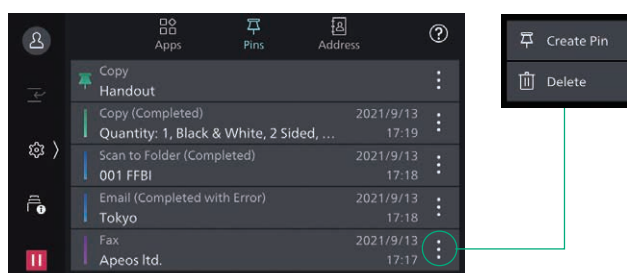 Apps
Pins
Address
Copy
Handout
Copy (Completed) 2021/9/13
Quantity: 1, Black & White, 2 Sided, ... 17:19
Scan to Folder (Completed) 2021/9/13
001 FFBI 17:18
Email (Completed with Error) 2021/9/13
Tokyo 17:18
Fax 2021/9/13
Apeos ltd. 17:17
Create Pin
Delete